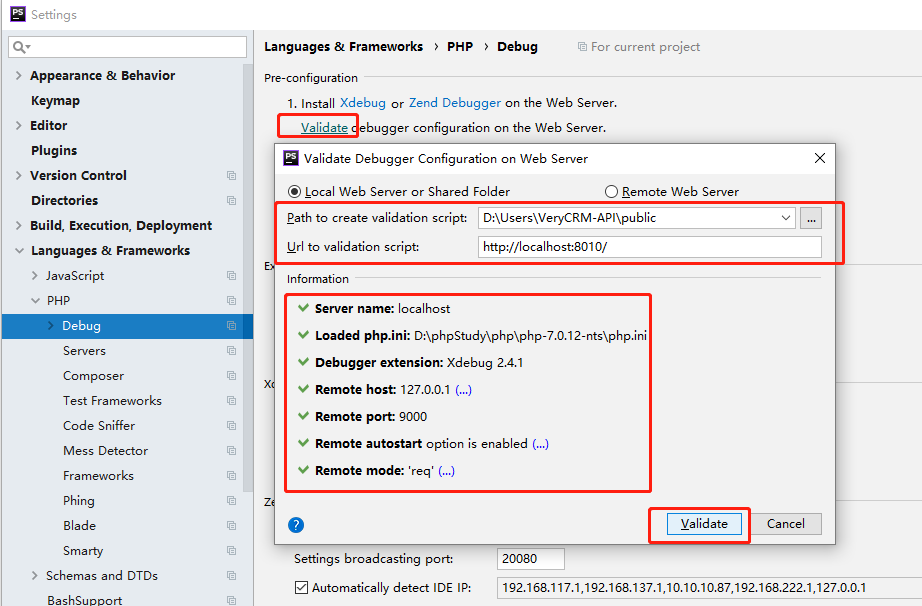 PS Settings
Languages & Frameworks › PHP › Debug For current project
Appearance & Behavior
Keymap
Editor
Plugins
Version Control
Directories
Build, Execution, Deployment
Languages & Frameworks
JavaScript
PHP
Debug
Servers
Composer
Test Frameworks
Code Sniffer
Mess Detector
Frameworks
Phing
Blade
Smarty
Schemas and DTDs
BashSupport
Pre-configuration
1. Install Xdebug or Zend Debugger on the Web Server.
Validate debugger configuration on the Web Server.
PS Validate Debugger Configuration on Web Server
Local Web Server or Shared Folder Remote Web Server
Path to create validation script: D:\Users\VeryCRM-API\public ...
Url to validation script: http://localhost:8010/
Information
Server name: localhost
Loaded php.ini: D:\phpStudy\php\php-7.0.12-nts\php.ini
Debugger extension: Xdebug 2.4.1
Remote host: 127.0.0.1 (...)
Remote port: 9000
Remote autostart option is enabled (...)
Remote mode: 'req' (...)
? Validate Cancel
Settings broadcasting port: 20080
Automatically detect IDE IP: 192.168.117.1,192.168.137.1,10.10.10.87,192.168.222.1,127.0.0.1